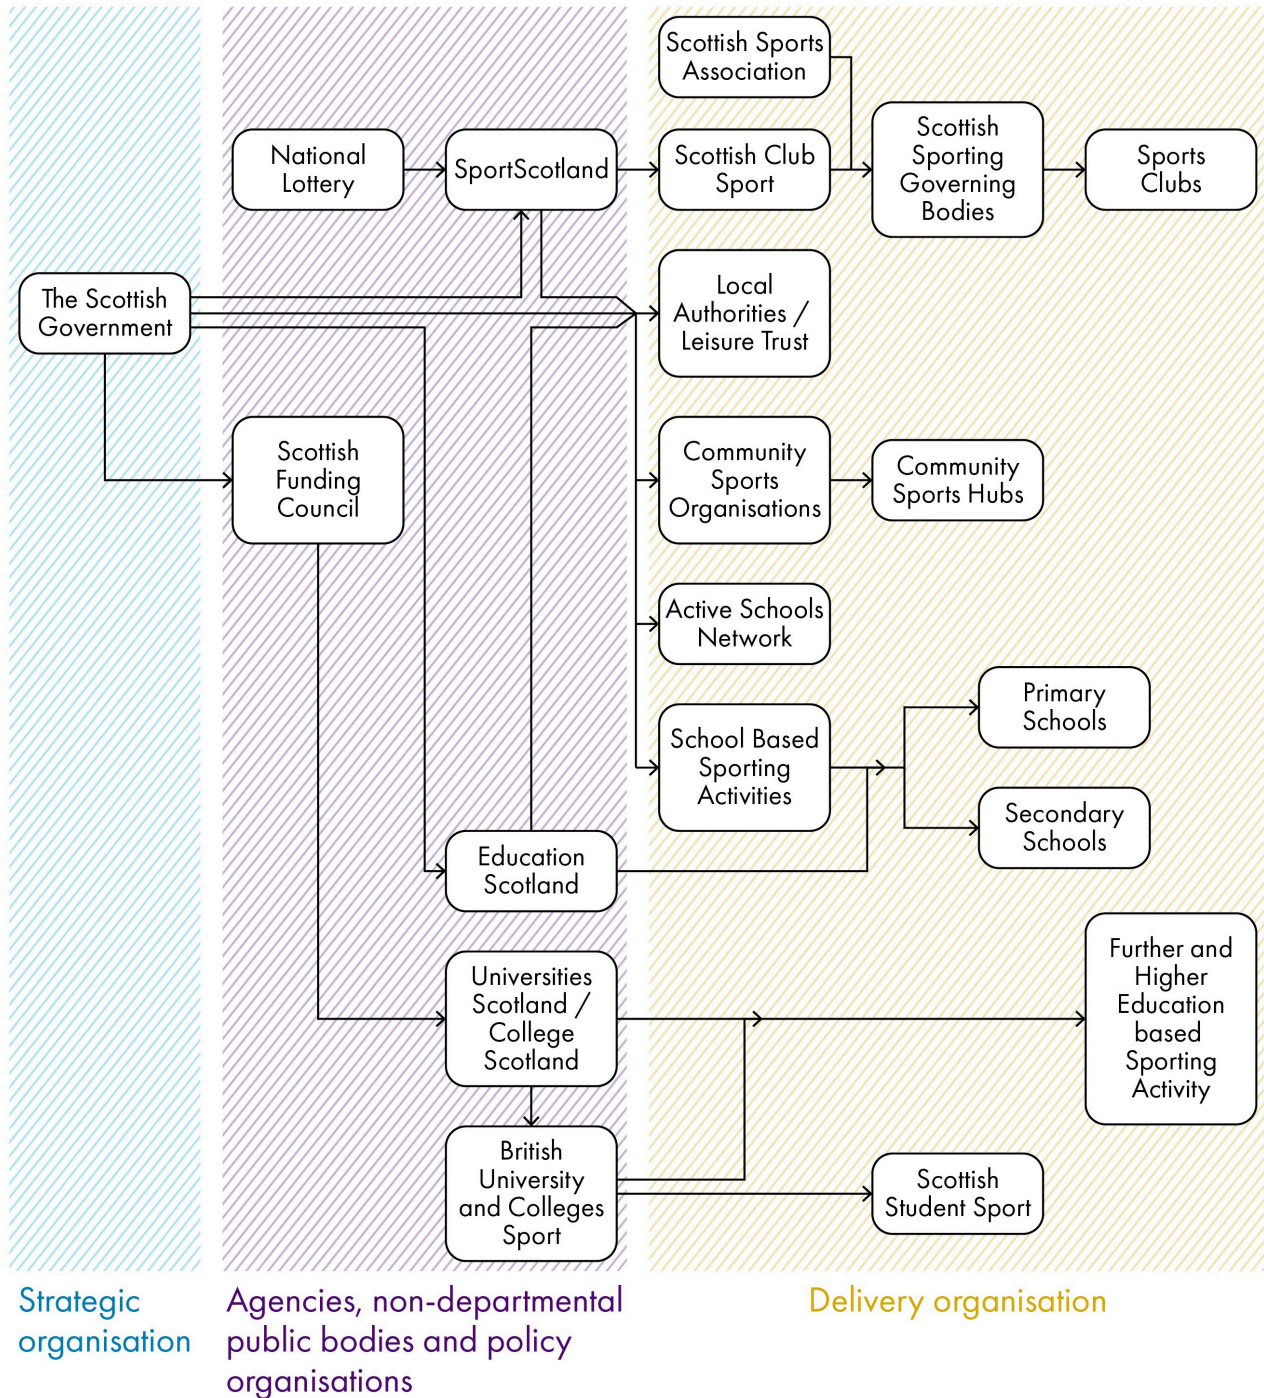 Scottish Sports
Association
National
Lottery
SportScotland
Scottish Club
Sport
Scottish
Sporting
Governing
Bodies
Sports
Clubs
The Scottish
Government
Local
Authorities /
Leisure Trust
Scottish
Funding
Council
Community
Sports
Organisations
Community
Sports Hubs
Active Schools
Network
School Based
Sporting
Activities
Primary
Schools
Secondary
Schools
Education
Scotland
Universities
Scotland /
College
Scotland
Further and
Higher
Education
based
Sporting
Activity
British
University
and Colleges
Sport
Scottish
Student Sport
Strategic
organisation
Agencies, non-departmental
public bodies and policy
organisations
Delivery organisation